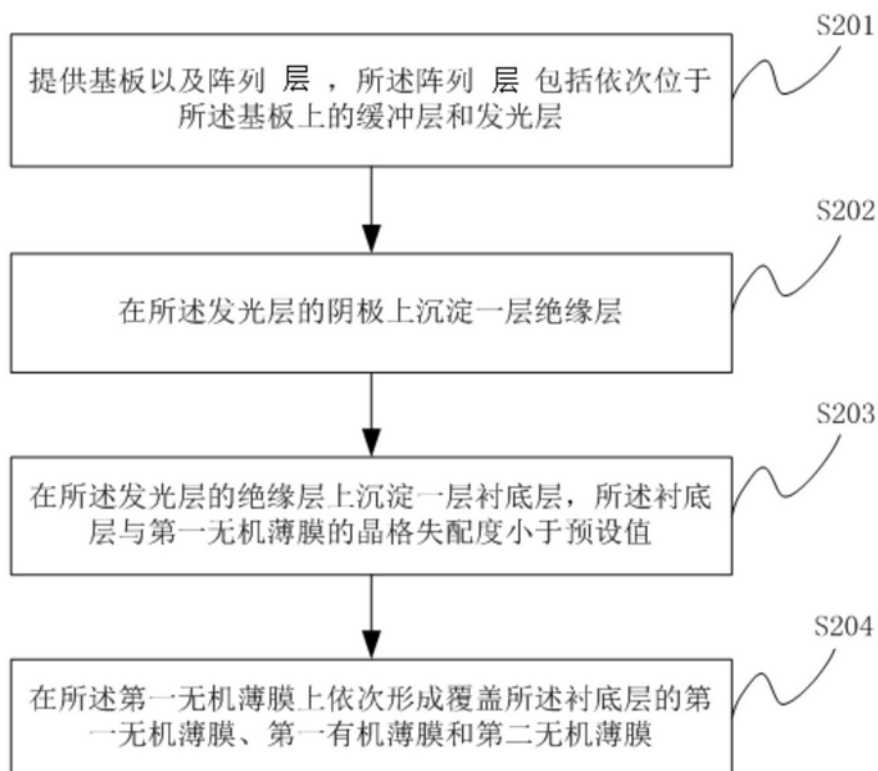 S201
提供基板以及阵列 层 ，所述阵列 层 包括依次位于
所述基板上的缓冲层和发光层
S202
在所述发光层的阴极上沉淀一层绝缘层
S203
在所述发光层的绝缘层上沉淀一层衬底层，所述衬底
层与第一无机薄膜的晶格失配度小于预设值
S204
在所述第一无机薄膜上依次形成覆盖所述衬底层的第
一无机薄膜、第一有机薄膜和第二无机薄膜